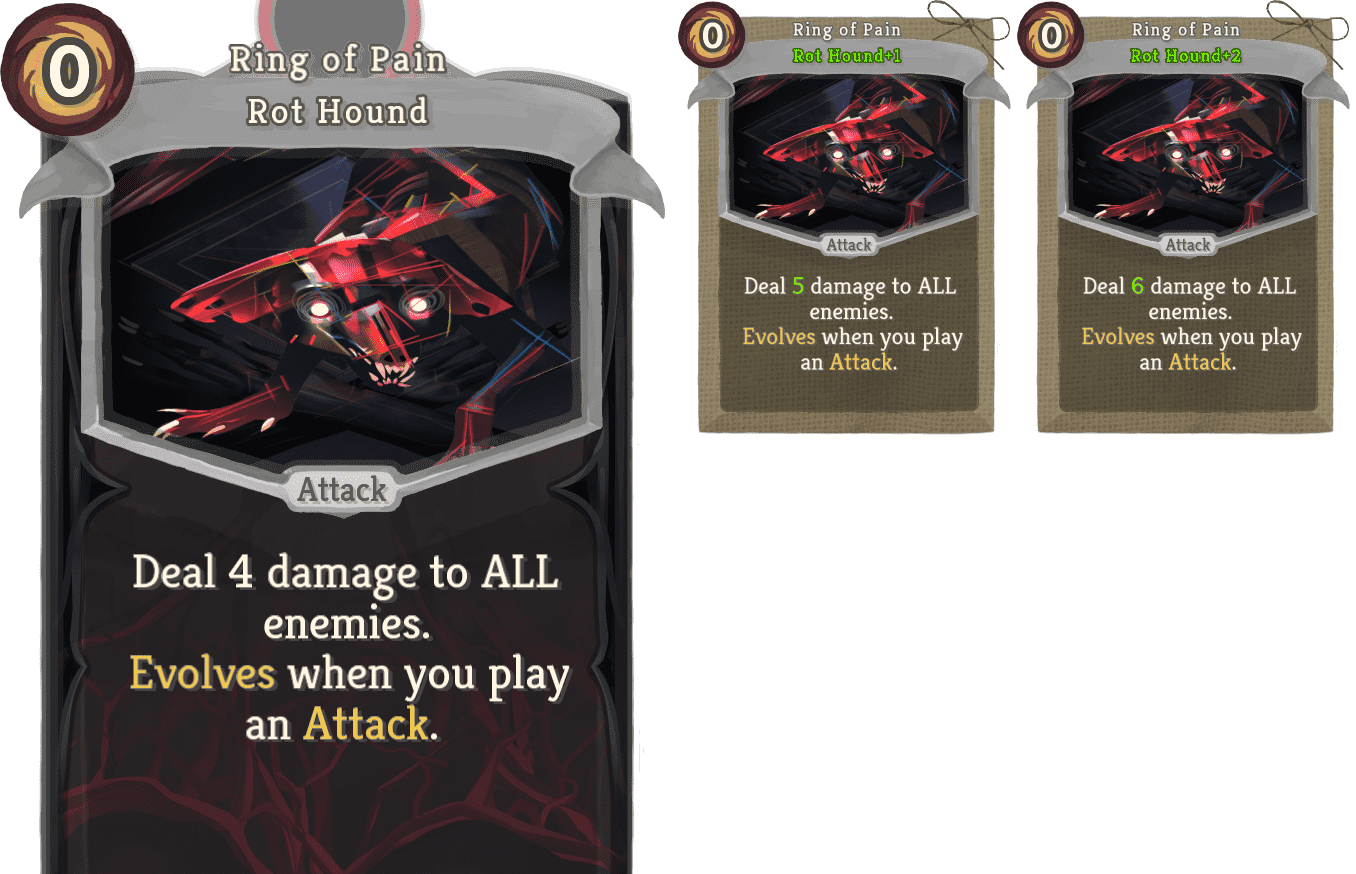 0
Ring of Pain
Rot Hound
Attack
Deal 4 damage to ALL
enemies.
Evolves when you play
an Attack.
0
Ring of Pain
Rot Hound+1
Attack
Deal 5 damage to ALL
enemies.
Evolves when you play
an Attack.
0
Ring of Pain
Rot Hound+2
Attack
Deal 6 damage to ALL
enemies.
Evolves when you play
an Attack.